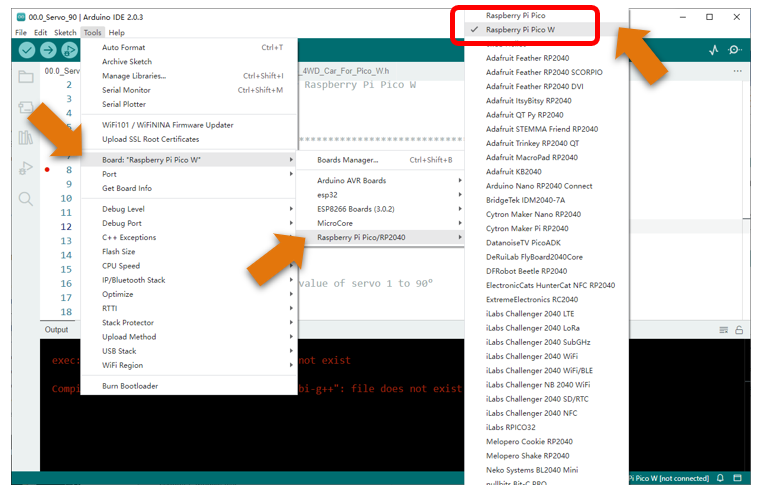 00.0_Servo_90 | Arduino IDE 2.0.3
File Edit Sketch Tools Help
00.0_Serv
_4WD_Car_For_Pico_W.h
2
3
8
9
10
11
12
13
14
15
16
17
18
Raspberry Pi Pico W
value of servo 1 to 90°
Auto Format Ctrl+T
Archive Sketch
Manage Libraries... Ctrl+Shift+I
Serial Monitor Ctrl+Shift+M
Serial Plotter
WiFi101 / WiFiNINA Firmware Updater
Upload SSL Root Certificates
Board: "Raspberry Pi Pico W"
Port
Get Board Info
Debug Level
Debug Port
C++ Exceptions
Flash Size
CPU Speed
IP/Bluetooth Stack
Optimize
RTTI
Stack Protector
Upload Method
USB Stack
WiFi Region
Burn Bootloader
Boards Manager... Ctrl+Shift+B
Arduino AVR Boards
esp32
ESP8266 Boards (3.0.2)
MicroCore
Raspberry Pi Pico/RP2040
Raspberry Pi Pico
Raspberry Pi Pico W
Adafruit Feather RP2040
Adafruit Feather RP2040 SCORPIO
Adafruit Feather RP2040 DVI
Adafruit ItsyBitsy RP2040
Adafruit QT Py RP2040
Adafruit STEMMA Friend RP2040
Adafruit Trinkey RP2040 QT
Adafruit MacroPad RP2040
Adafruit KB2040
Arduino Nano RP2040 Connect
BridgeTek IDM2040-7A
Cytron Maker Nano RP2040
Cytron Maker Pi RP2040
DatanoiseTV PicoADK
DeRuiLab FlyBoard2040Core
DFRobot Beetle RP2040
ElectronicCats HunterCat NFC RP2040
ExtremeElectronics RC2040
iLabs Challenger 2040 LTE
iLabs Challenger 2040 LoRa
iLabs Challenger 2040 SubGHz
iLabs Challenger 2040 WiFi
iLabs Challenger 2040 WiFi/BLE
iLabs Challenger NB 2040 WiFi
iLabs Challenger 2040 SD/RTC
iLabs Challenger 2040 NFC
iLabs RPICO32
Melopero Cookie RP2040
Melopero Shake RP2040
Neko Systems BL2040 Mini
nullbits Bit-C PRO
Output
exec:
not exist
Compi
bi-g++": file does not exist
Pi Pico W [not connected]